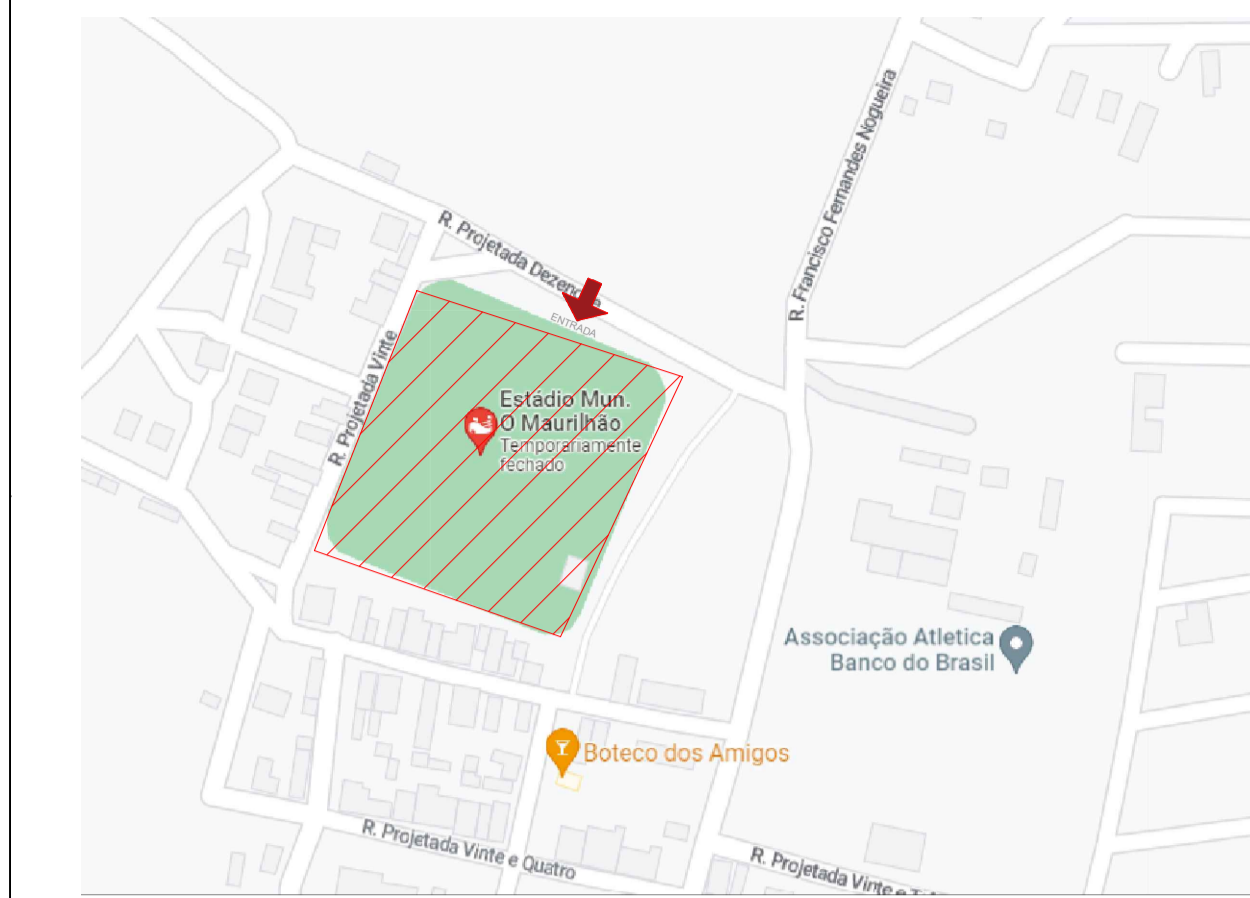 R. Francisco Fernandes Nogueira
R. Projetada
ENTRADA
R. Projetada Vinte
Estádio Mun.
O Maurilhão
Temporariamente
fechado
Associação Atletica
Banco do Brasil
Boteco dos Amigos
R. Projetada Vinte e Quatro
R. Projetada Vinte e